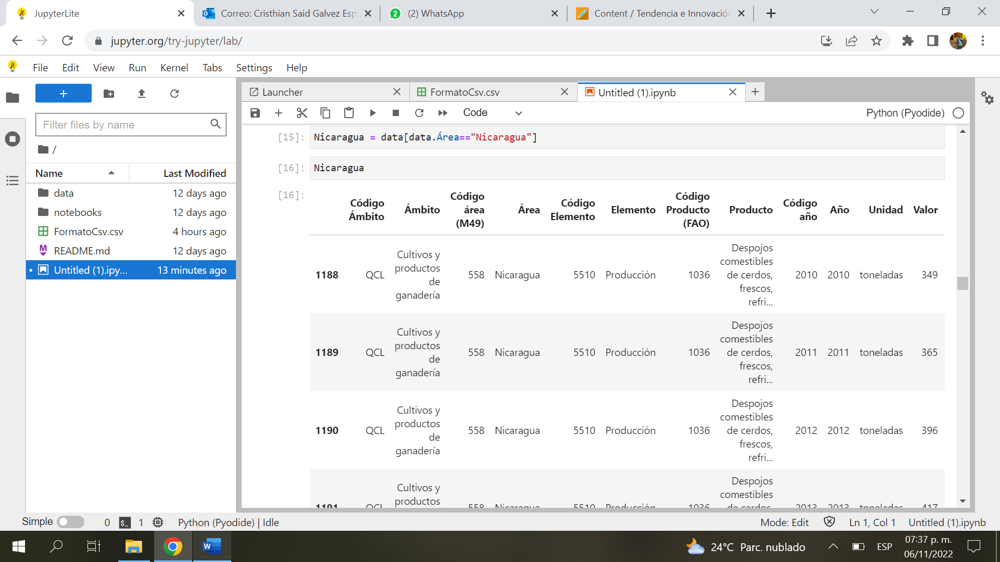 JupyterLite
Correo: Cristhian Said Galvez Esp
(2) WhatsApp
Content / Tendencia e Innovación
jupyter.org/try-jupyter/lab/
File Edit View Run Kernel Tabs Settings Help
Launcher
FormatoCsv.csv
Untitled (1).ipynb
Code
Python (Pyodide)
Filter files by name
/
Name Last Modified
data 12 days ago
notebooks 12 days ago
FormatoCsv.csv 4 hours ago
README.md 12 days ago
Untitled (1).ipy... 13 minutes ago
[15]: Nicaragua = data[data.Área=="Nicaragua"]
[16]: Nicaragua
[16]:
Código Ámbito Ámbito Código área (M49) Área Código Elemento Elemento Código Producto (FAO) Producto Código año Año Unidad Valor
1188 QCL Cultivos y productos de ganadería 558 Nicaragua 5510 Producción 1036 Despojos comestibles de cerdos, frescos, refri... 2010 2010 toneladas 349
1189 QCL Cultivos y productos de ganadería 558 Nicaragua 5510 Producción 1036 Despojos comestibles de cerdos, frescos, refri... 2011 2011 toneladas 365
1190 QCL Cultivos y productos de ganadería 558 Nicaragua 5510 Producción 1036 Despojos comestibles de cerdos, frescos, refri... 2012 2012 toneladas 396
1191 QCL Cultivos y productos 558 Nicaragua 5510 Producción 1036 Despojos comestibles de cerdos, 2013 2013 toneladas 417
Simple 0 $_ 1 Python (Pyodide) | Idle
Mode: Edit Ln 1, Col 1 Untitled (1).ipynb
24°C Parc. nublado
ESP
07:37 p. m.
06/11/2022